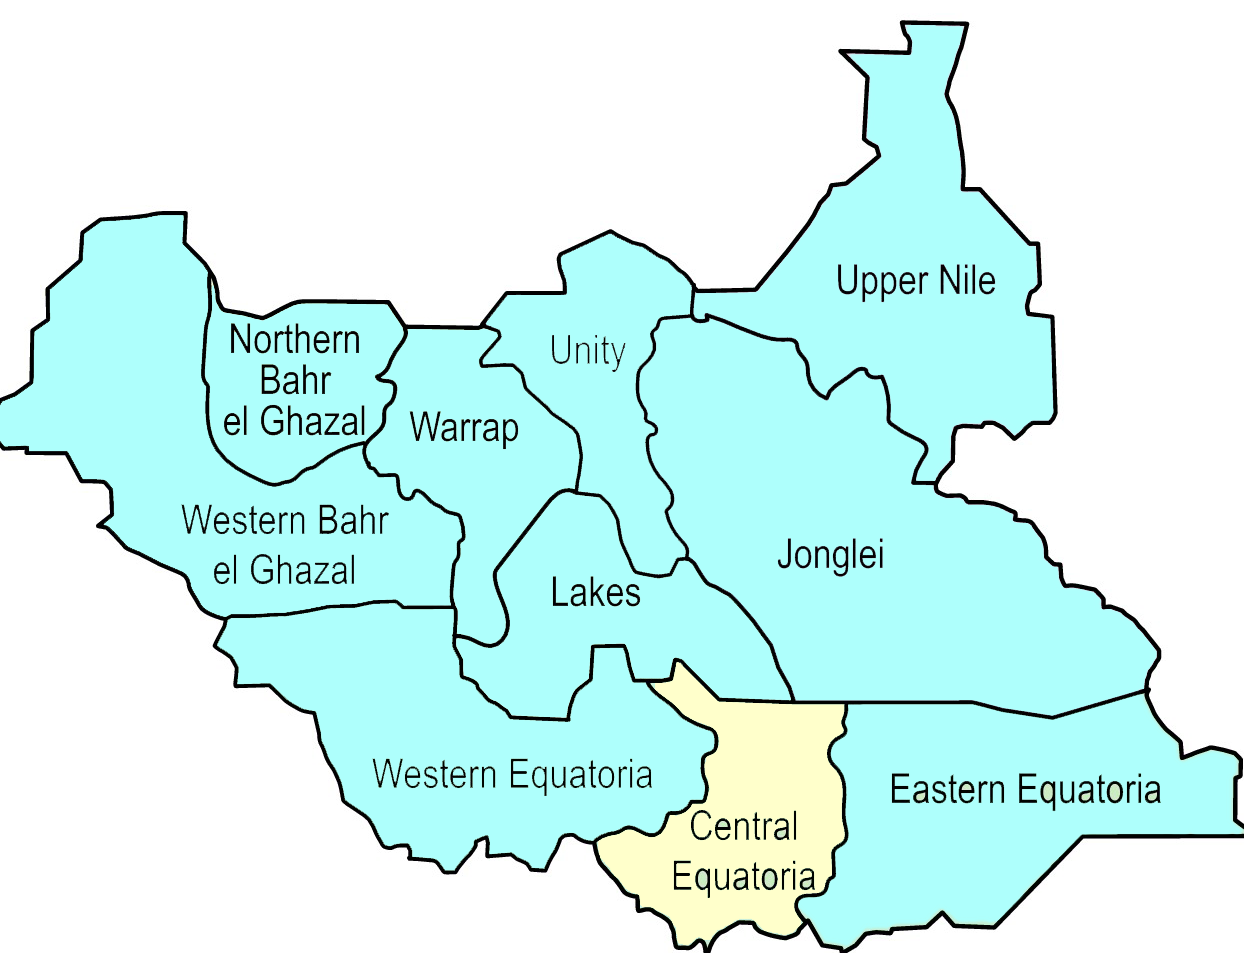 Upper Nile
Northern
Bahr
el Ghazal
Unity
Warrap
Western Bahr
el Ghazal
Jonglei
Lakes
Western Equatoria
Eastern Equatoria
Central
Equatoria